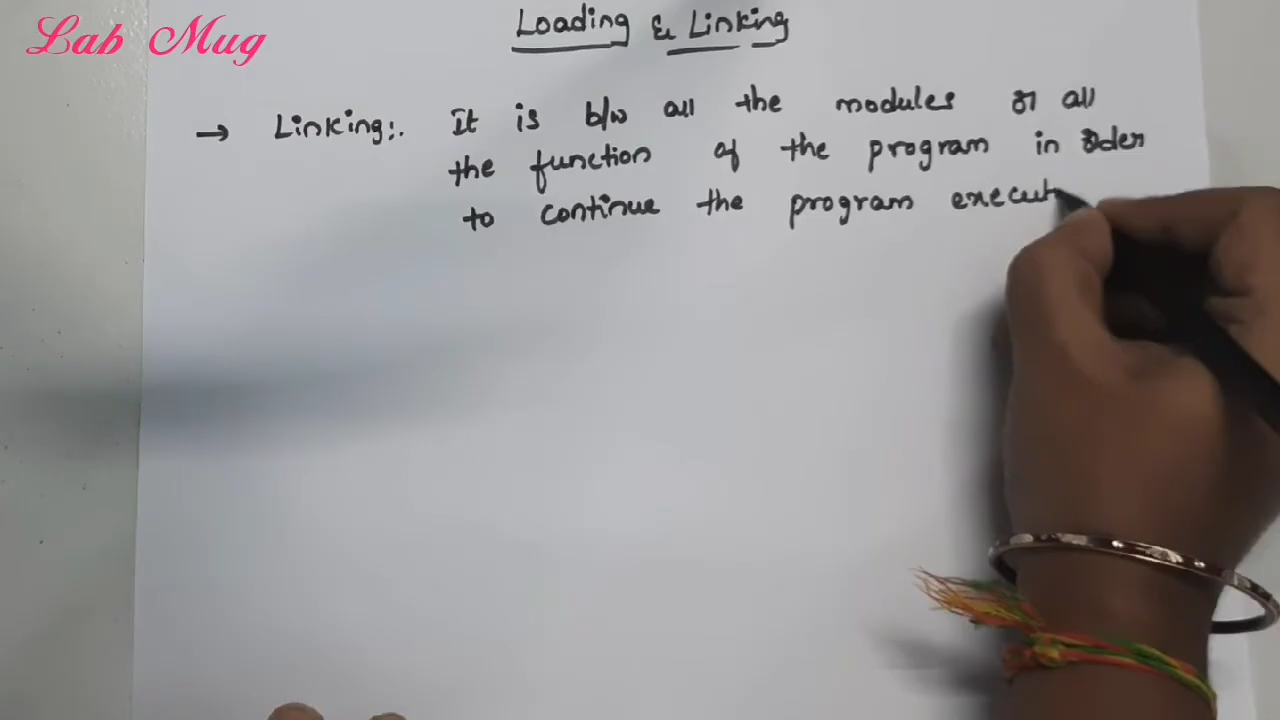 Lab Mug
Loading & Linking
→ Linking:. It is b/w all the modules or all
the function of the program in order
to continue the program execut